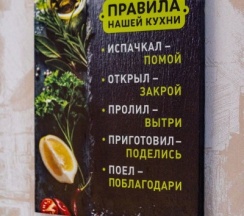 ПРАВИЛА
НАШЕЙ КУХНИ
• ИСПАЧКАЛ –
ПОМОЙ
• ОТКРЫЛ –
ЗАКРОЙ
• ПРОЛИЛ –
ВЫТРИ
• ПРИГОТОВИЛ–
ПОДЕЛИСЬ
• ПОЕЛ –
ПОБЛАГОДАРИ